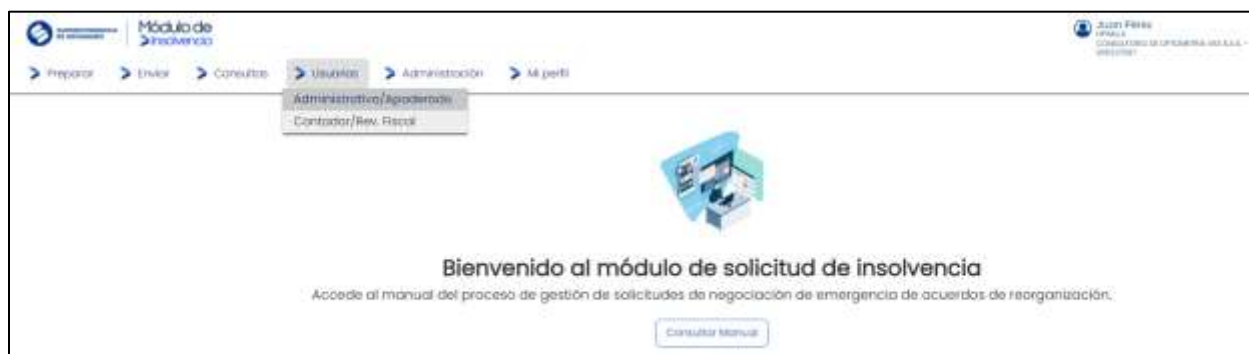 Módulo de
Insolvencia
Juan Pérez
Preparar Enviar Consultas Usuarios Administración Mi perfil
Administrativo/Apoderado
Contador/Rev. Fiscal
Bienvenido al módulo de solicitud de insolvencia
Accede al manual del proceso de gestión de solicitudes de negociación de emergencia de acuerdos de reorganización.
Consultar Manual